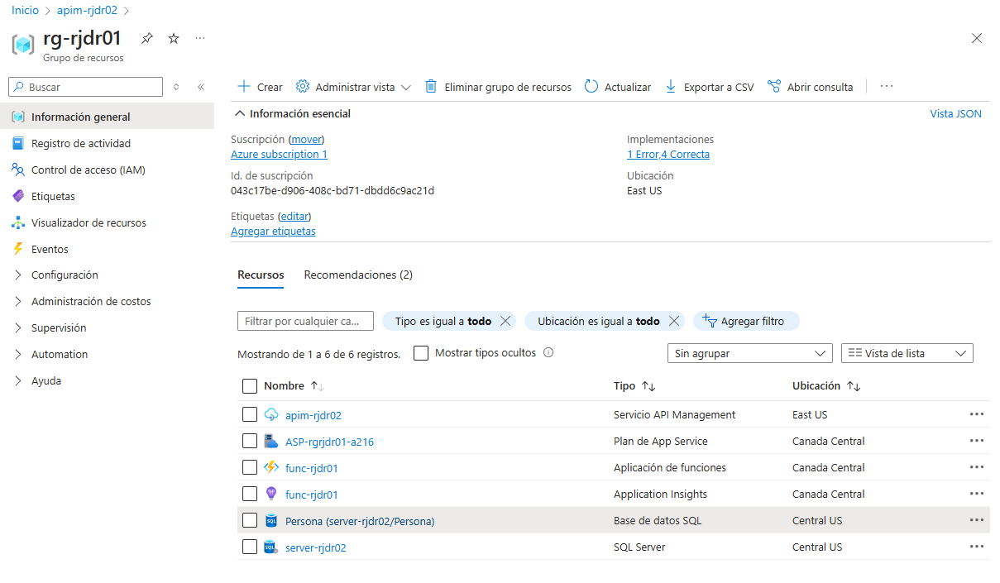 Inicio > apim-rjdr02 >
rg-rjdr01
Grupo de recursos
Buscar
Información general
Registro de actividad
Control de acceso (IAM)
Etiquetas
Visualizador de recursos
Eventos
Configuración
Administración de costos
Supervisión
Automation
Ayuda
Crear Administrar vista Eliminar grupo de recursos Actualizar Exportar a CSV Abrir consulta
Información esencial Vista JSON
Suscripción (mover)
Azure subscription 1
Id. de suscripción
043c17be-d906-408c-bd71-dbdd6c9ac21d
Etiquetas (editar)
Agregar etiquetas
Implementaciones
1 Error,4 Correcta
Ubicación
East US
Recursos Recomendaciones (2)
Filtrar por cualquier ca... Tipo es igual a todo Ubicación es igual a todo Agregar filtro
Mostrando de 1 a 6 de 6 registros. Mostrar tipos ocultos Sin agrupar Vista de lista
Nombre Tipo Ubicación
apim-rjdr02 Servicio API Management East US
ASP-rgrjdr01-a216 Plan de App Service Canada Central
func-rjdr01 Aplicación de funciones Canada Central
func-rjdr01 Application Insights Canada Central
Persona (server-rjdr02/Persona) Base de datos SQL Central US
server-rjdr02 SQL Server Central US